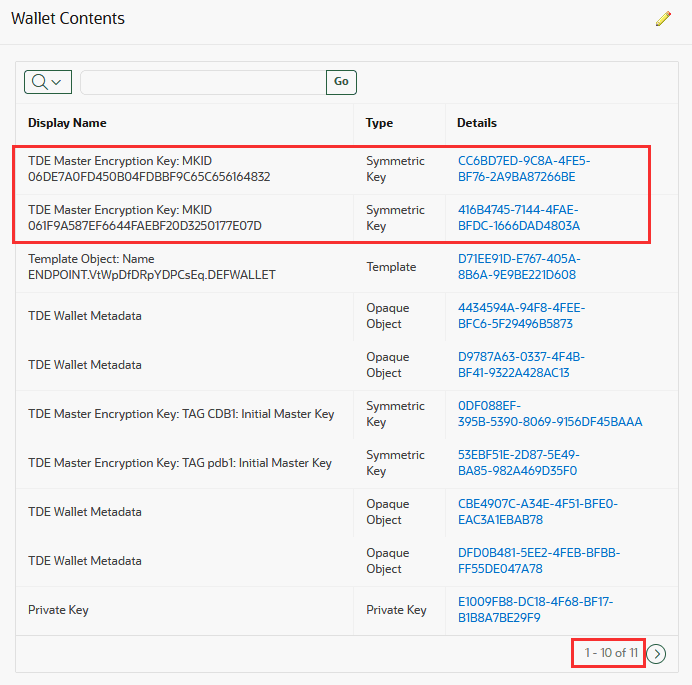 Wallet Contents
Go
Display Name Type Details
TDE Master Encryption Key: MKID
06DE7A0FD450B04FDBBF9C65C656164832
Symmetric
Key
CC6BD7ED-9C8A-4FE5-
BF76-2A9BA87266BE
TDE Master Encryption Key: MKID
061F9A587EF6644FAEBF20D3250177E07D
Symmetric
Key
416B4745-7144-4FAE-
BFDC-1666DAD4803A
Template Object: Name
ENDPOINT.VtWpDfDRpYDPCsEq.DEFWALLET
Template
D71EE91D-E767-405A-
8B6A-9E9BE221D608
TDE Wallet Metadata
Opaque
Object
4434594A-94F8-4FEE-
BFC6-5F29496B5873
TDE Wallet Metadata
Opaque
Object
D9787A63-0337-4F4B-
BF41-9322A428AC13
TDE Master Encryption Key: TAG CDB1: Initial Master Key
Symmetric
Key
0DF088EF-
395B-5390-8069-9156DF45BAAA
TDE Master Encryption Key: TAG pdb1: Initial Master Key
Symmetric
Key
53EBF51E-2D87-5E49-
BA85-982A469D35F0
TDE Wallet Metadata
Opaque
Object
CBE4907C-A34E-4F51-BFE0-
EAC3A1EBAB78
TDE Wallet Metadata
Opaque
Object
DFD0B481-5EE2-4FEB-BFBB-
FF55DE047A78
Private Key
Private Key
E1009FB8-DC18-4F68-BF17-
B1B8A7BE29F9
1 - 10 of 11